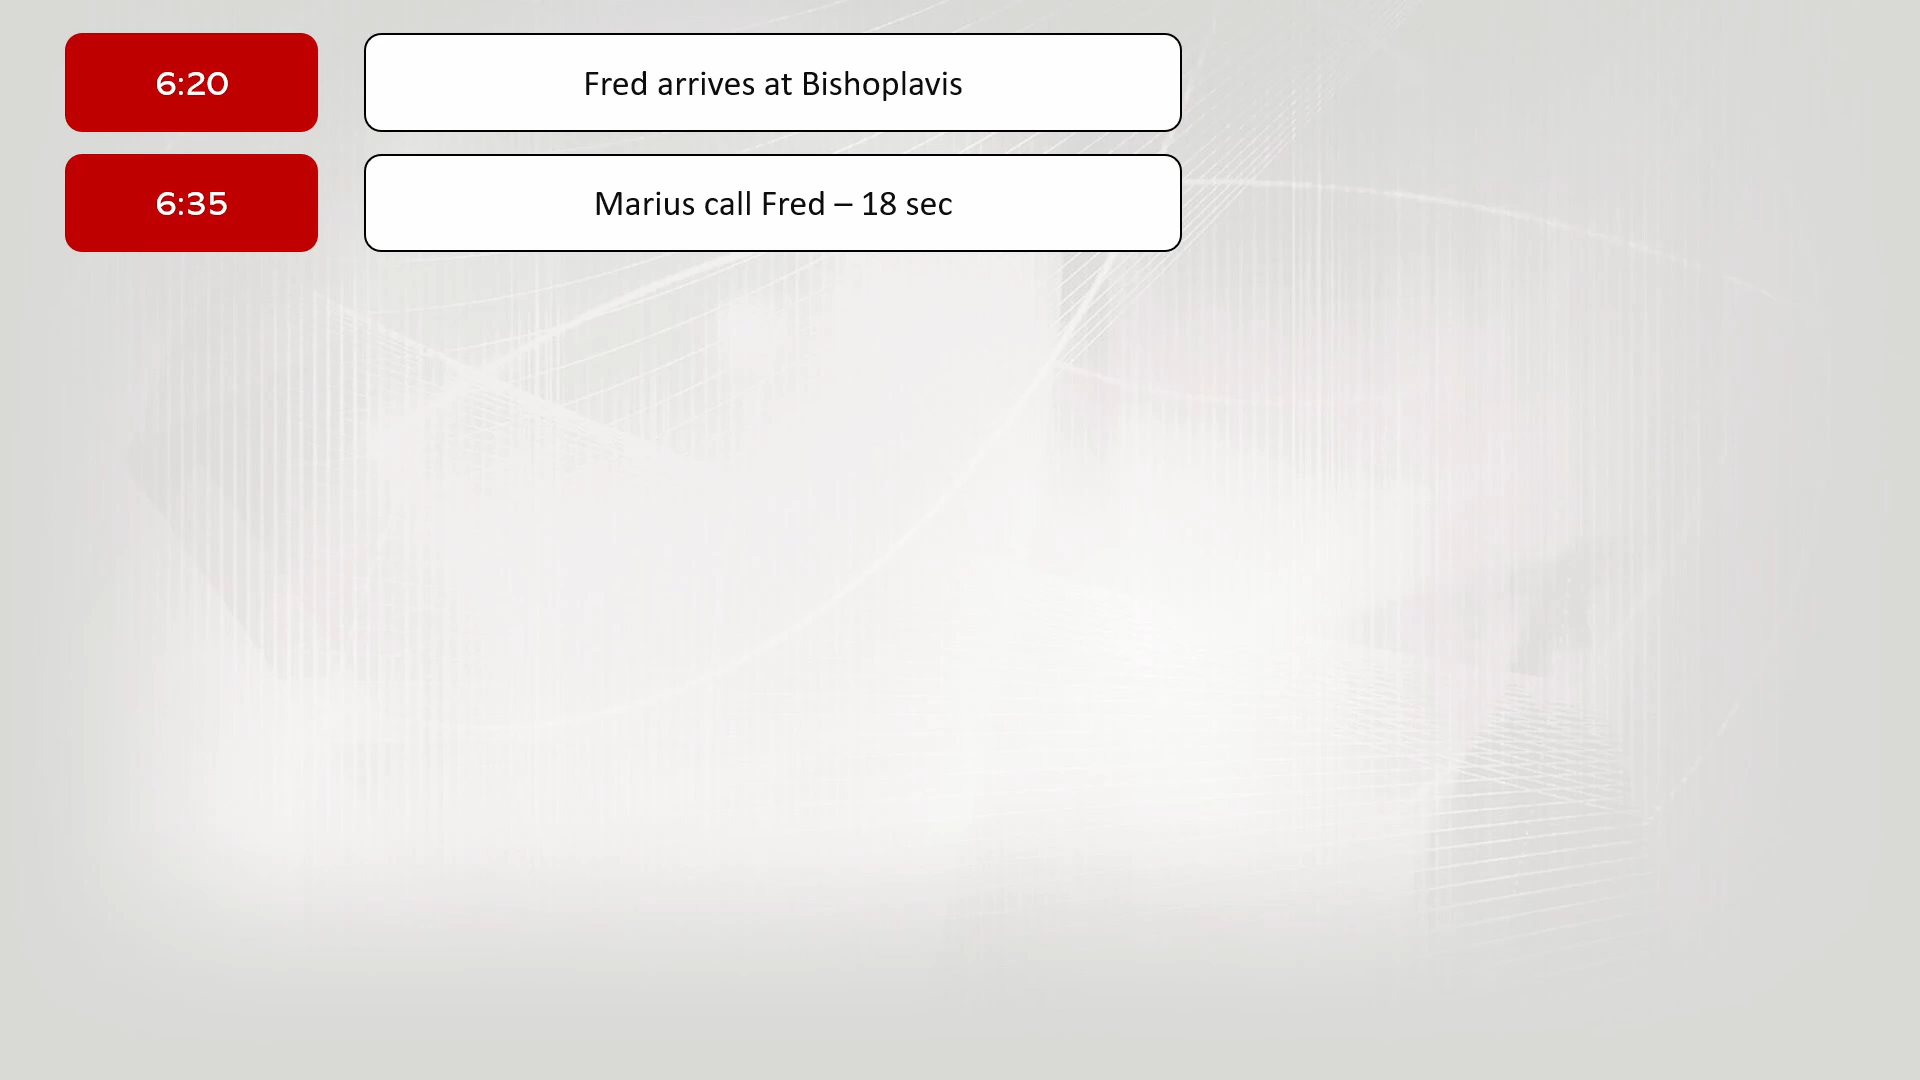 6:20 Fred arrives at Bishoplavis
6:35 Marius call Fred – 18 sec